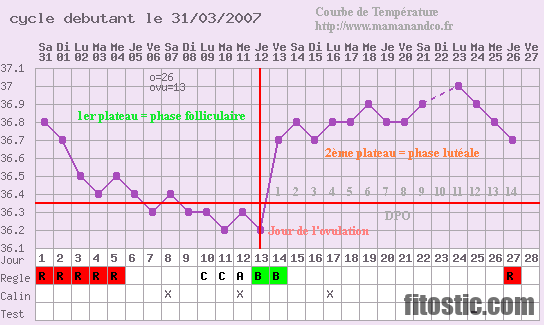 cycle debutant le 31/03/2007
Courbe de Température
http://www.mamanandco.fr
Sa Di Lu Ma Me Je Ve Sa Di Lu Ma Me Je Ve Sa Di Lu Ma Me Je Ve Sa Di Lu Ma Me Je Ve
31 01 02 03 04 05 06 07 08 09 10 11 12 13 14 15 16 17 18 19 20 21 22 23 24 25 26 27
37.1
o=26
37
ovu=13
36.9
1er plateau = phase folliculaire
36.8
36.7
2ème plateau = phase lutéale
36.6
36.5
1 2 3 4 5 6 7 8 9 10 11 12 13 14
36.4
36.3
DPO
36.2
Jour de l'ovulation
36.1
Jour 1 2 3 4 5 6 7 8 9 10 11 12 13 14 15 16 17 18 19 20 21 22 23 24 25 26 27 28
Regle R R R R R C C A B B R
Calin X X X
Test
fitostic.com